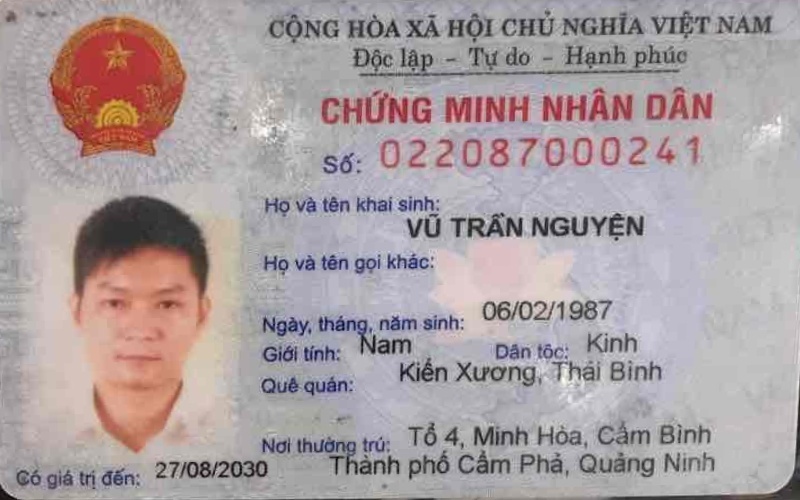 CỘNG HÒA XÃ HỘI CHỦ NGHĨA VIỆT NAM
Độc lập - Tự do - Hạnh phúc
CHỨNG MINH NHÂN DÂN
Số: 022087000241
Họ và tên khai sinh:
VŨ TRẦN NGUYỆN
Họ và tên gọi khác:
Ngày, tháng, năm sinh: 06/02/1987
Giới tính: Nam Dân tộc: Kinh
Quê quán: Kiến Xương, Thái Bình
Nơi thường trú: Tổ 4, Minh Hòa, Cẩm Bình
Thành phố Cẩm Phả, Quảng Ninh
Có giá trị đến: 27/08/2030